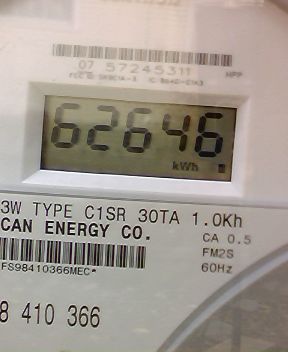 07 57245311 HPP
62646
kWh
3W TYPE C1SR 30TA 1.0Kh
CAN ENERGY CO. CA 0.5
FM2S
FS98410366MEC* 60Hz
8 410 366